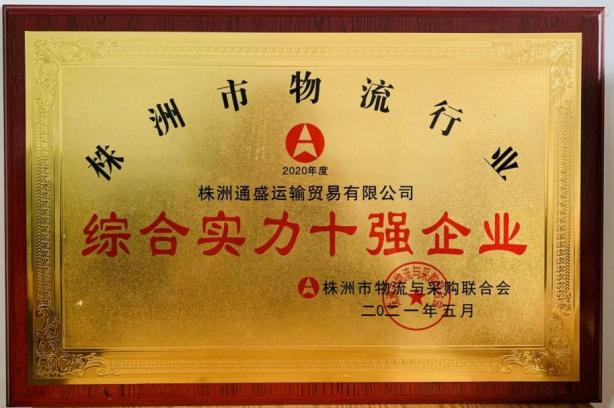 株洲市物流行业
2020年度
株洲通盛运输贸易有限公司
综合实力十强企业
株洲市物流与采购联合会
二〇二一年五月